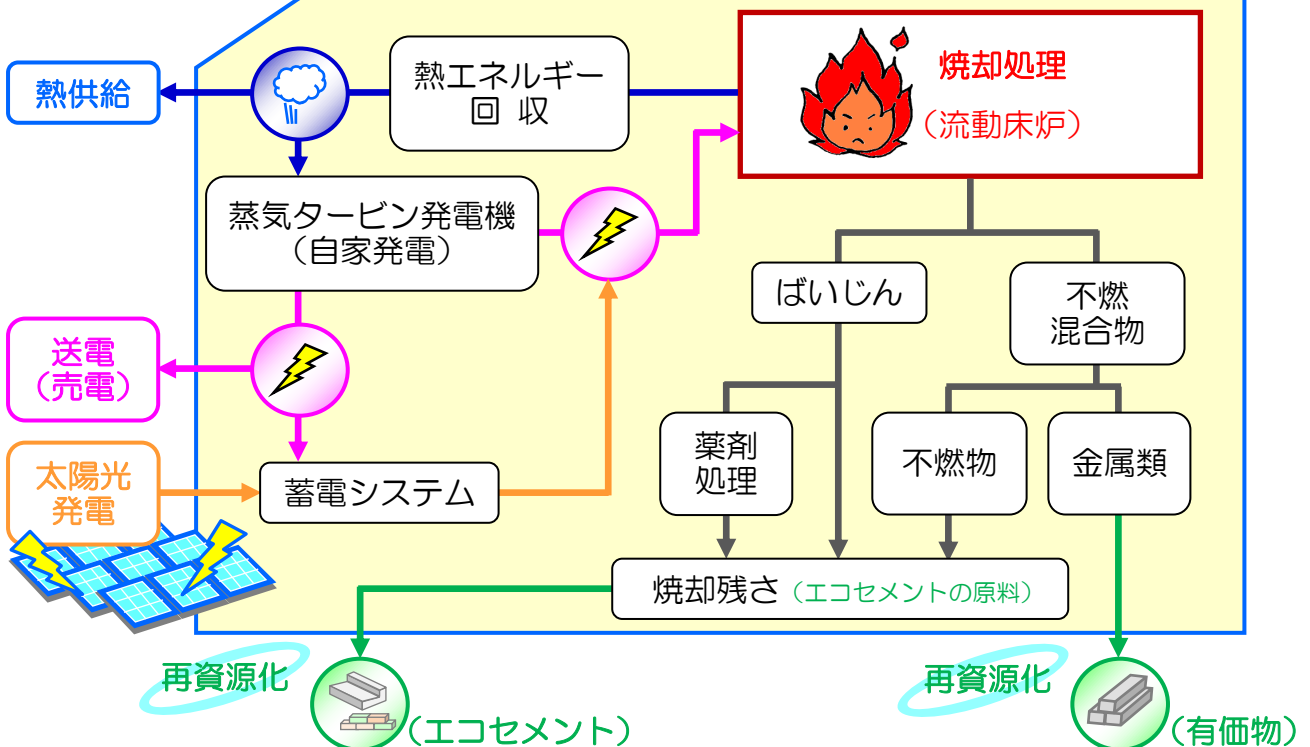 熱供給
熱エネルギー
回 収
焼却処理
（流動床炉）
蒸気タービン発電機
（自家発電）
ばいじん
不燃
混合物
送電
（売電）
薬剤
処理
不燃物
金属類
太陽光
発電
蓄電システム
焼却残さ（エコセメントの原料）
再資源化
（エコセメント）
再資源化
（有価物）